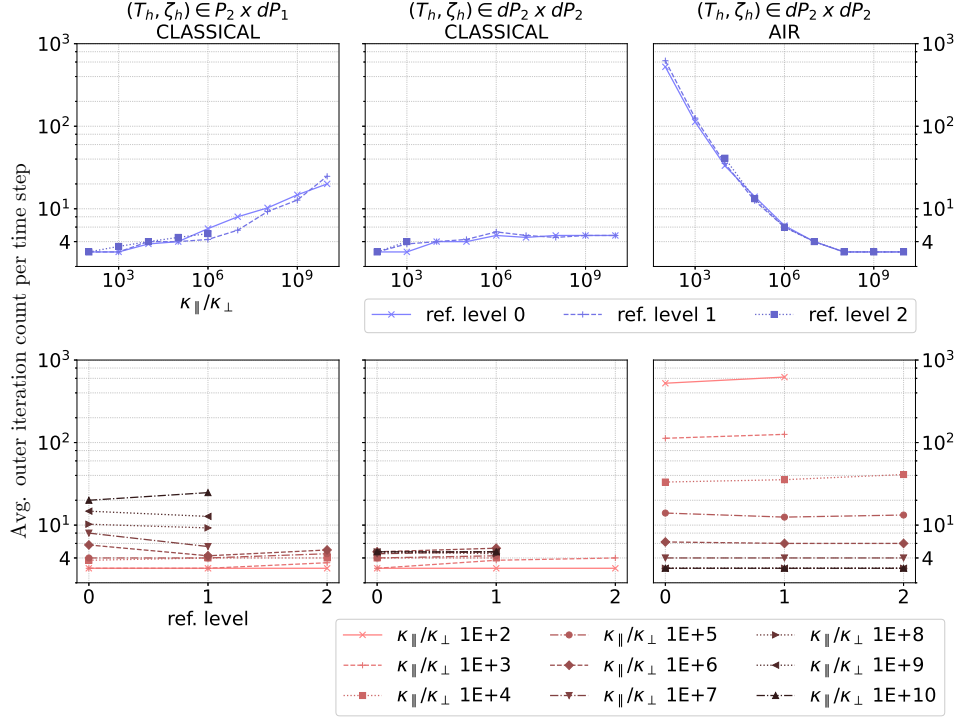 (T_h, ζ_h) ∈ P_2 x dP_1
CLASSICAL
(T_h, ζ_h) ∈ dP_2 x dP_2
CLASSICAL
(T_h, ζ_h) ∈ dP_2 x dP_2
AIR
Avg. outer iteration count per time step
10^3
10^2
10^1
4
10^3
10^2
10^1
4
10^3 10^6 10^9
10^3 10^6 10^9
10^3 10^6 10^9
κ_∥/κ_⊥
ref. level 0
ref. level 1
ref. level 2
10^3
10^2
10^1
4
10^3
10^2
10^1
4
0 1 2
0 1 2
0 1 2
ref. level
κ_∥/κ_⊥ 1E+2
κ_∥/κ_⊥ 1E+3
κ_∥/κ_⊥ 1E+4
κ_∥/κ_⊥ 1E+5
κ_∥/κ_⊥ 1E+6
κ_∥/κ_⊥ 1E+7
κ_∥/κ_⊥ 1E+8
κ_∥/κ_⊥ 1E+9
κ_∥/κ_⊥ 1E+10